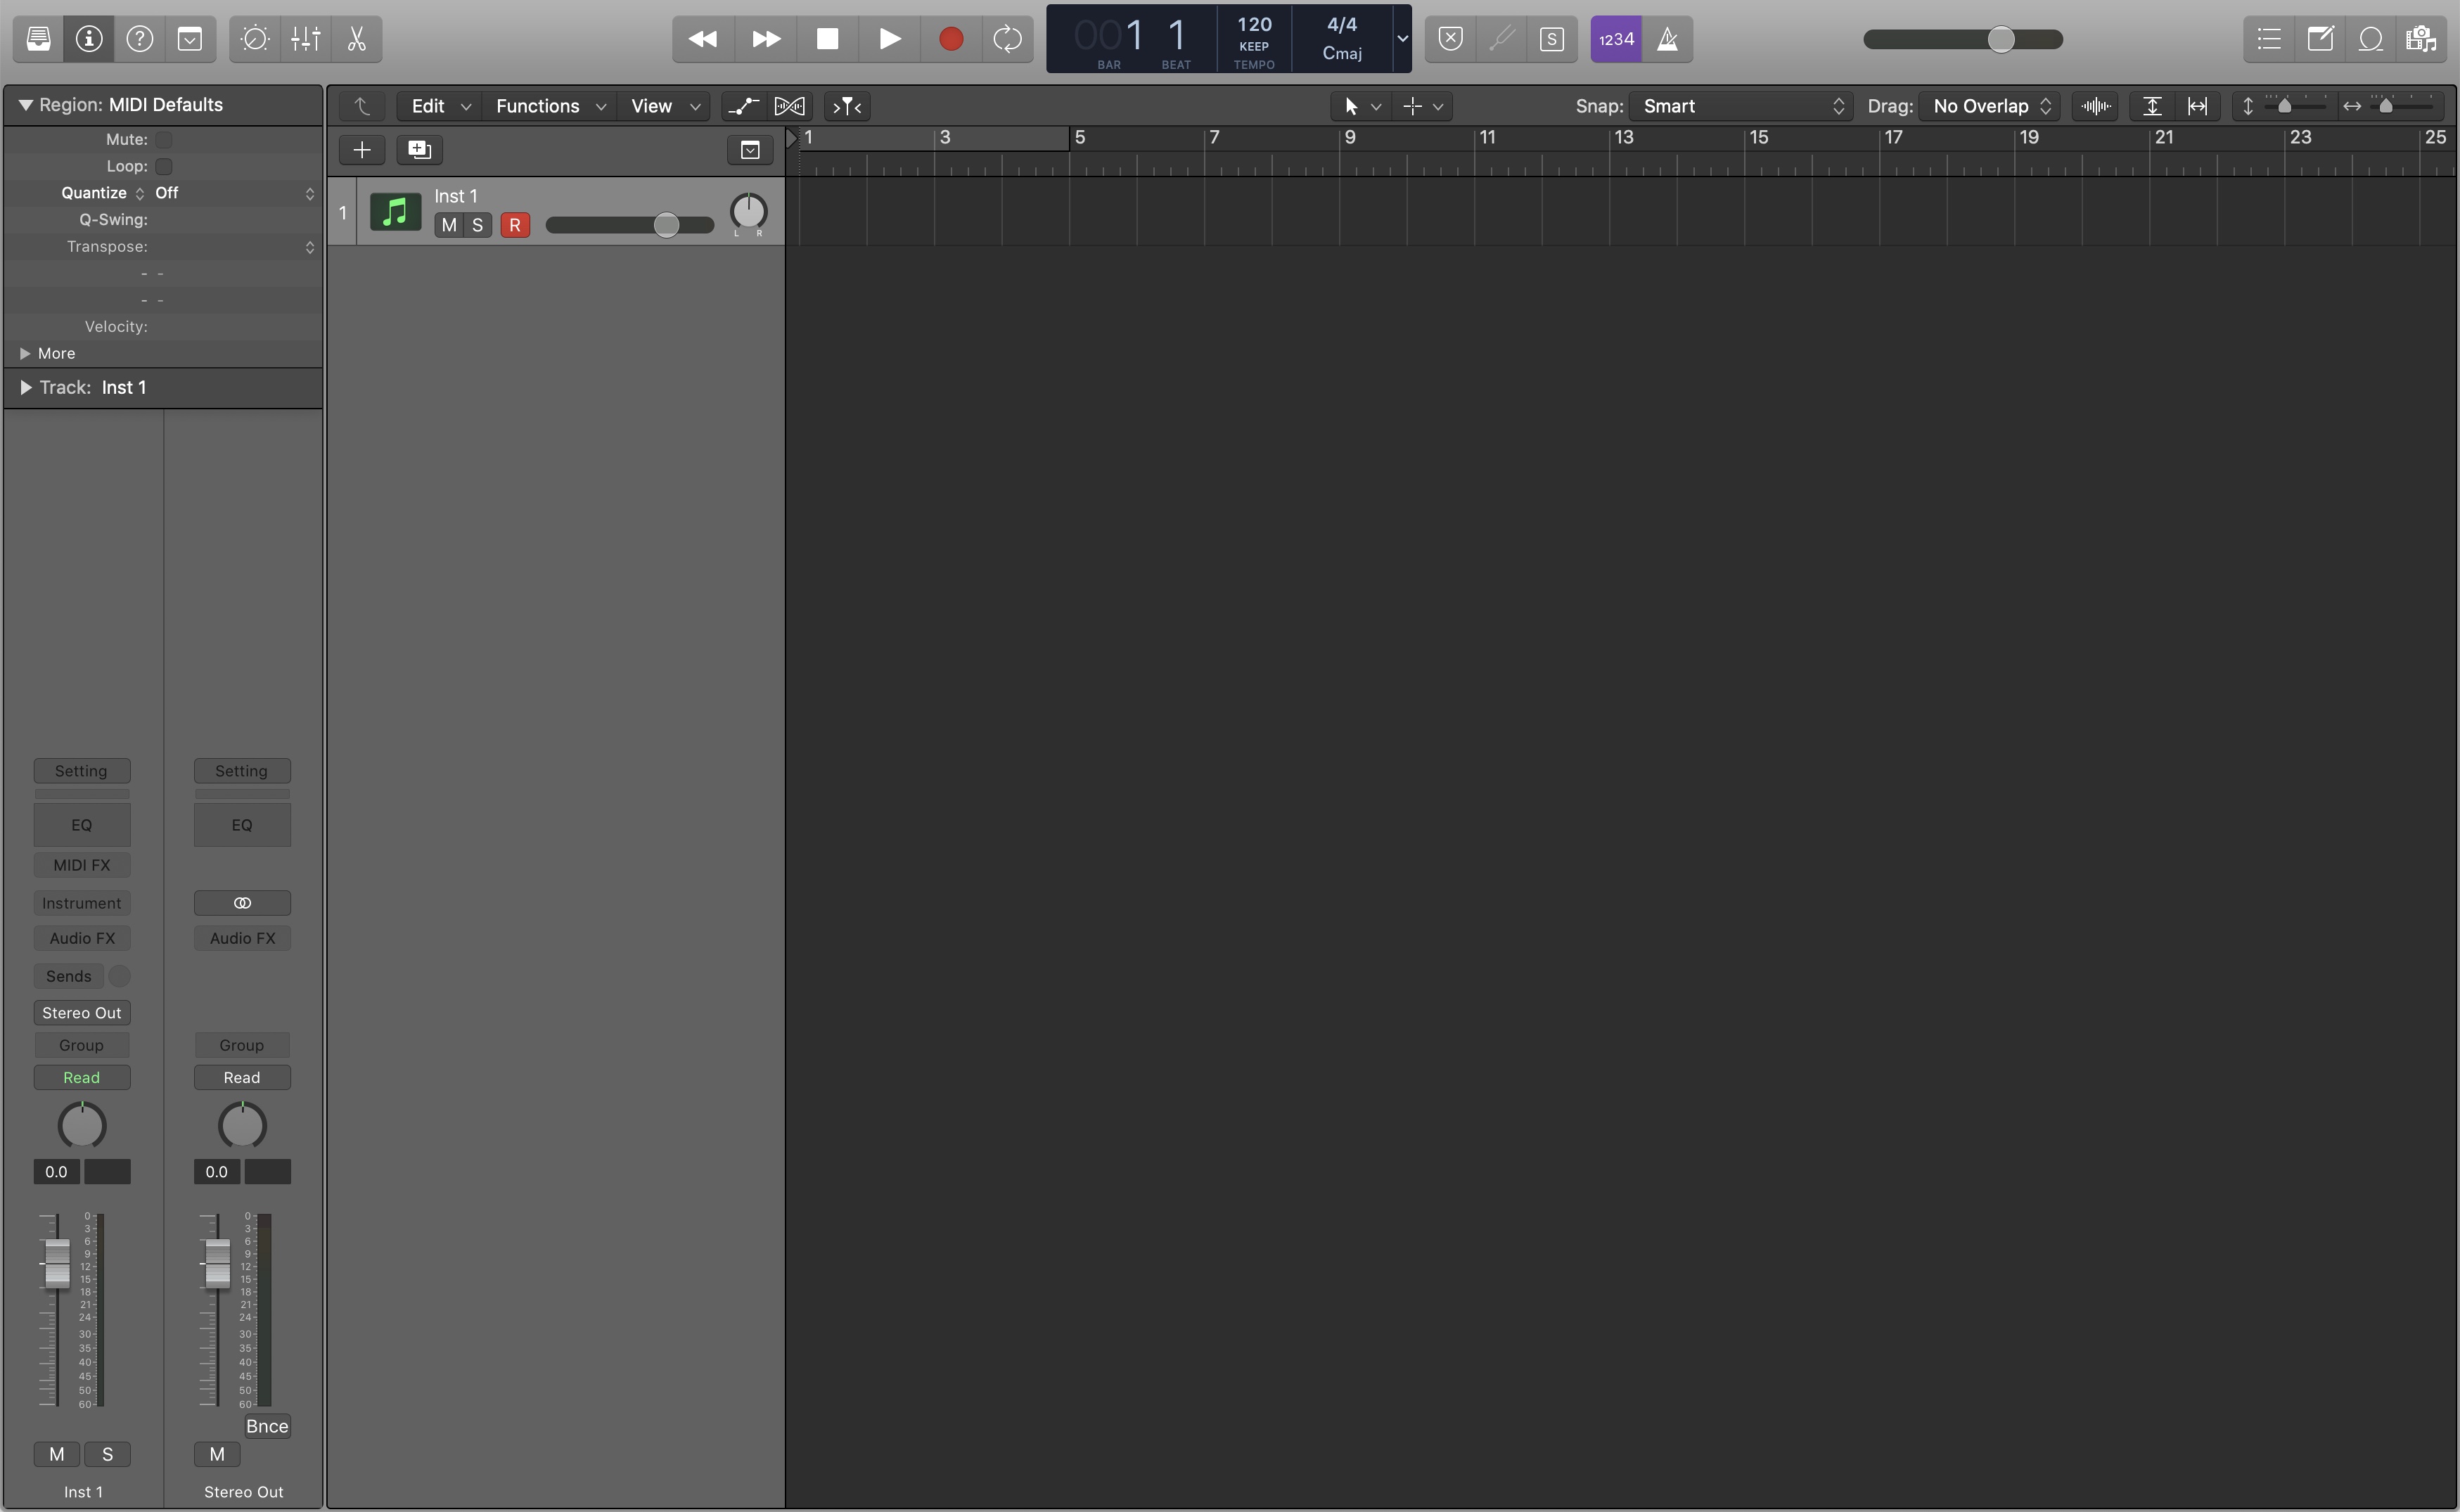 001 1 120 4/4
KEEP Cmaj
BAR BEAT TEMPO
S 1234
Region: MIDI Defaults
Edit Functions View Snap: Smart Drag: No Overlap
Mute:
Loop:
Quantize Off
Q-Swing:
Transpose:
- -
- -
Velocity:
More
Track: Inst 1
1 3 5 7 9 11 13 15 17 19 21 23 25
1 Inst 1
M S R
L R
Setting Setting
EQ EQ
MIDI FX
Instrument
Audio FX Audio FX
Sends
Stereo Out
Group Group
Read Read
0.0 0.0
0 0
3 3
6 6
9 9
12 12
15 15
18 18
21 21
24 24
30 30
35 35
40 40
45 45
50 50
60 60
Bnce
M S M
Inst 1 Stereo Out